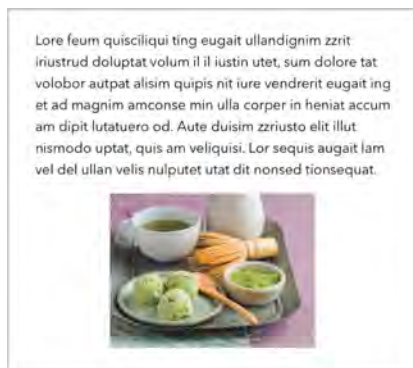 Lore feum quisciliqui ting eugait ullandignim zzrit
iriustrud doluptat volum il il iustin utet, sum dolore tat
volobor autpat alisim quipis nit iure vendrerit eugait ing
et ad magnim amconse min ulla corper in heniat accum
am dipit lutatuero od. Aute duisim zzriusto elit illut
nismodo uptat, quis am veliquisi. Lor sequis augait lam
vel del ullan velis nulputet utat dit nonsed tionsequat.